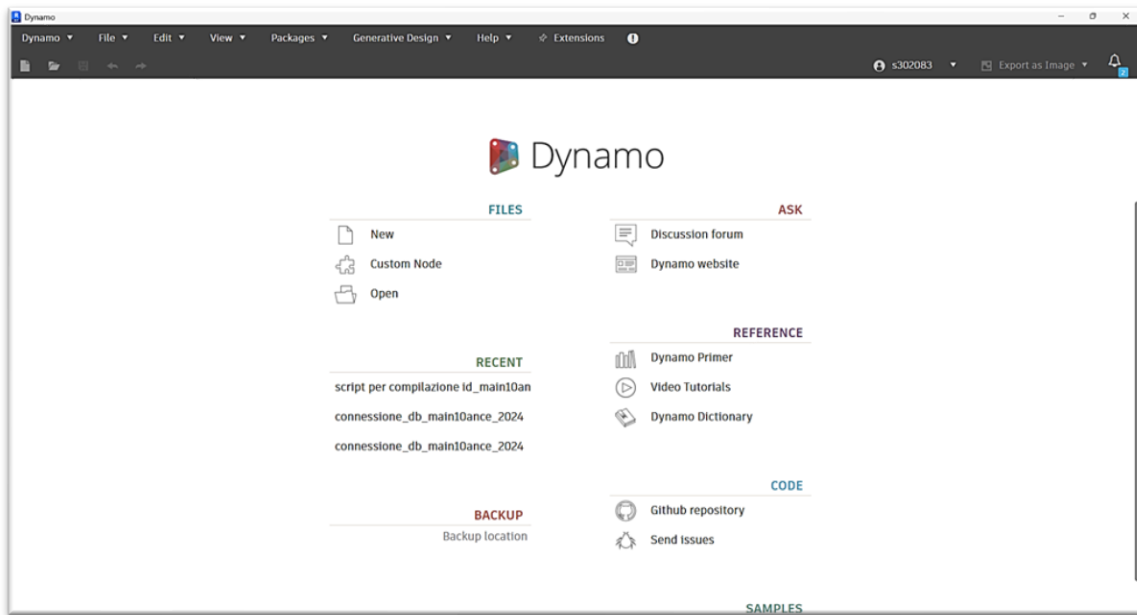 Dynamo
Dynamo File Edit View Packages Generative Design Help Extensions
s302083 Export as Image 2
Dynamo
FILES
New
Custom Node
Open
RECENT
script per compilazione id_main10an
connessione_db_main10ance_2024
connessione_db_main10ance_2024
BACKUP
Backup location
ASK
Discussion forum
Dynamo website
REFERENCE
Dynamo Primer
Video Tutorials
Dynamo Dictionary
CODE
Github repository
Send issues
SAMPLES